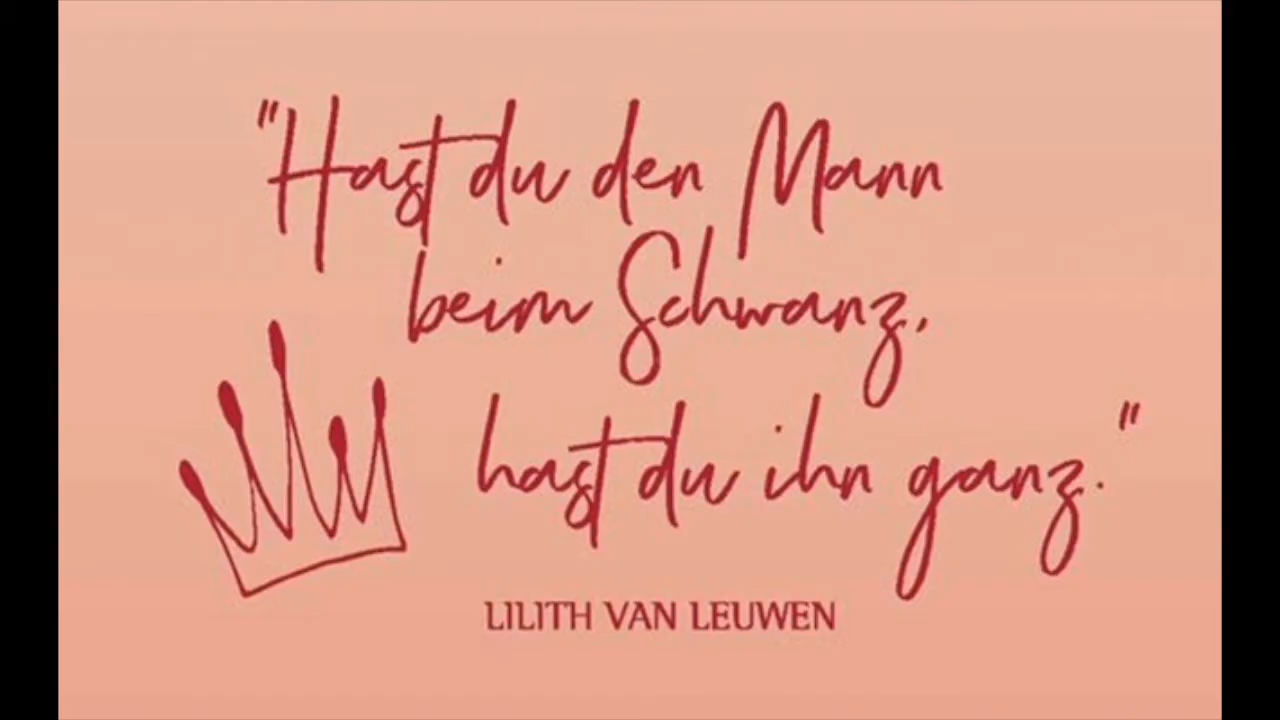 "Hast du den Mann
beim Schwanz,
hast du ihn ganz."
LILITH VAN LEUWEN